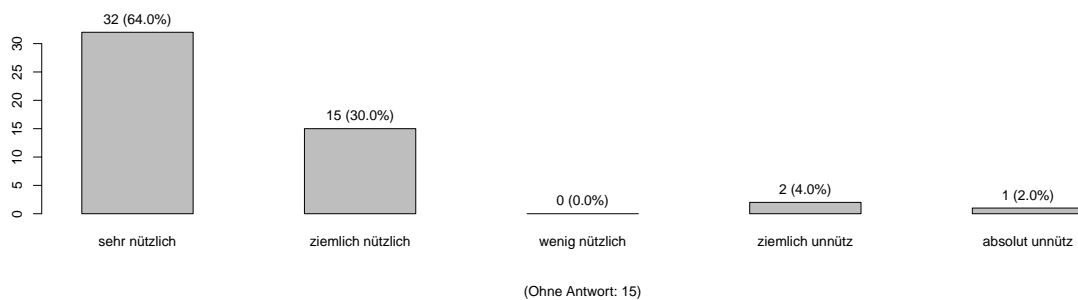 32 (64.0%)
15 (30.0%)
0 (0.0%)
2 (4.0%)
1 (2.0%)
30
25
20
15
10
5
0
sehr nützlich
ziemlich nützlich
wenig nützlich
ziemlich unnütz
absolut unnütz
(Ohne Antwort: 15)